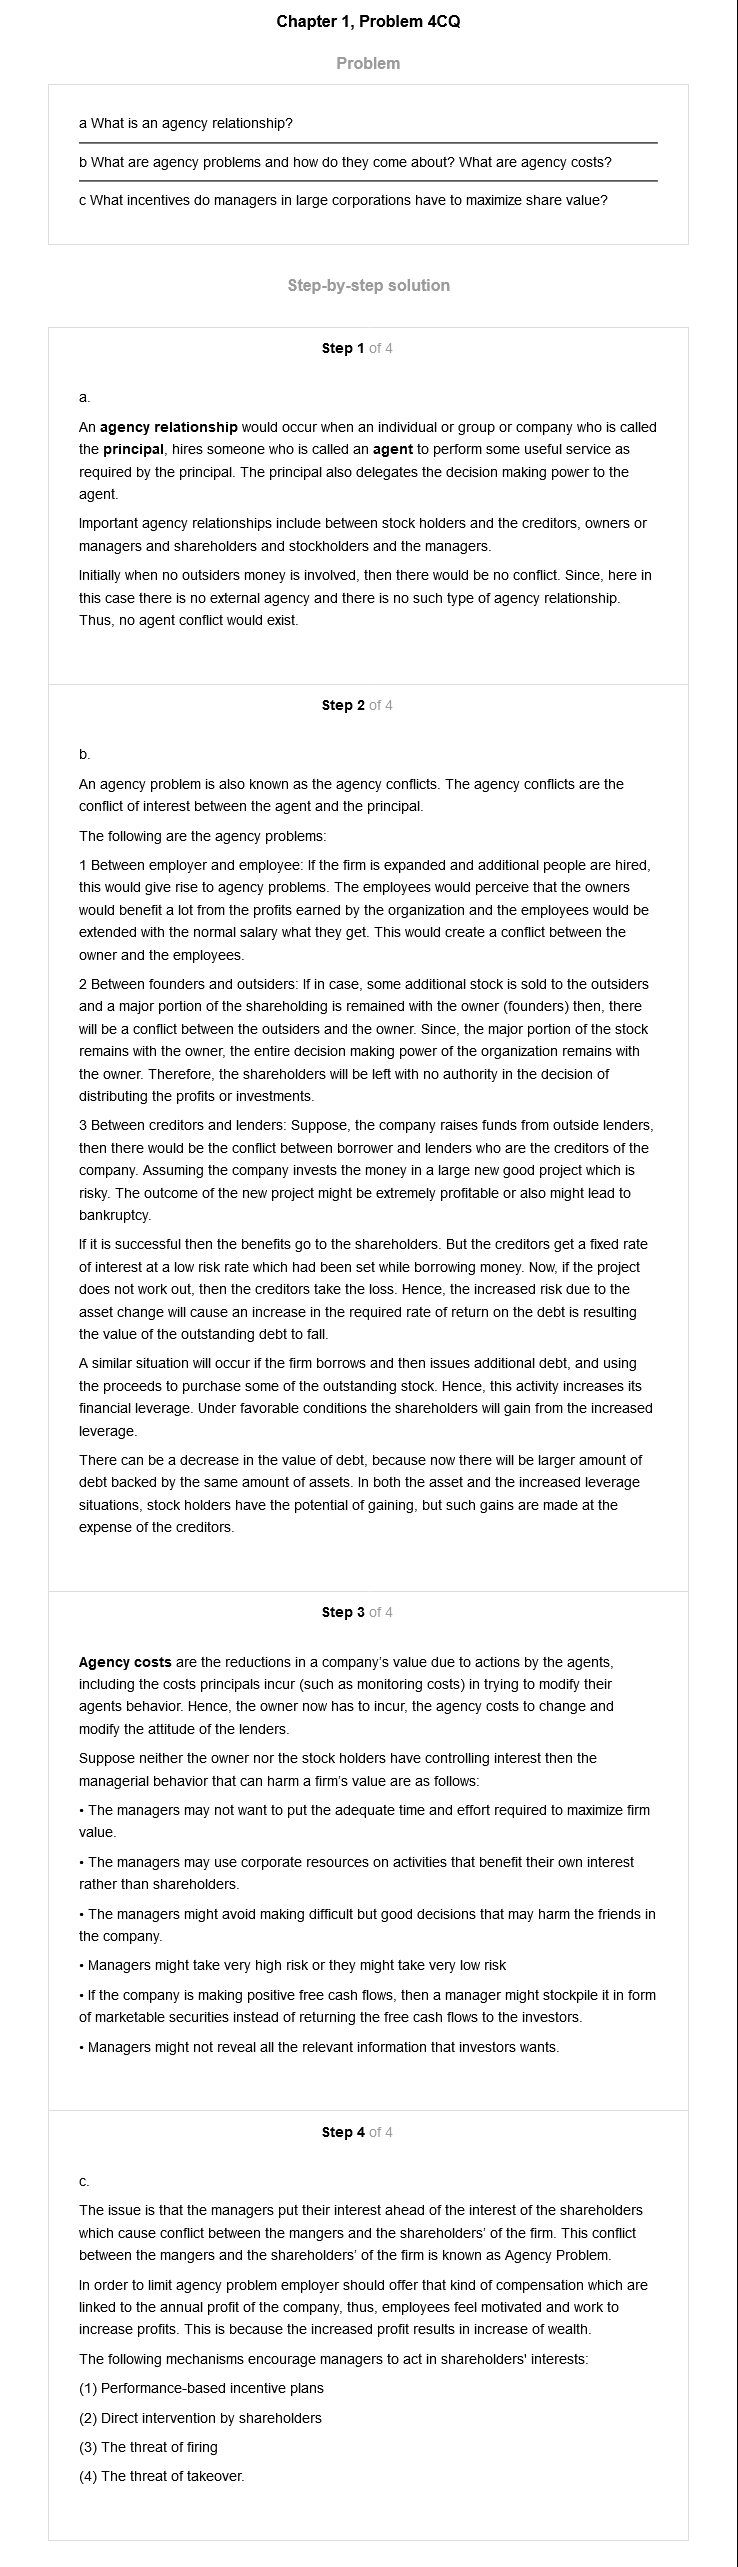 Chapter 1, Problem 4CQ
Problem
a What is an agency relationship?
b What are agency problems and how do they come about? What are agency costs?
c What incentives do managers in large corporations have to maximize share value?
Step-by-step solution
Step 1 of 4
a.
An agency relationship would occur when an individual or group or company who is called
the principal, hires someone who is called an agent to perform some useful service as
required by the principal. The principal also delegates the decision making power to the
agent.
Important agency relationships include between stock holders and the creditors, owners or
managers and shareholders and stockholders and the managers.
Initially when no outsiders money is involved, then there would be no conflict. Since, here in
this case there is no external agency and there is no such type of agency relationship.
Thus, no agent conflict would exist.
Step 2 of 4
b.
An agency problem is also known as the agency conflicts. The agency conflicts are the
conflict of interest between the agent and the principal.
The following are the agency problems:
1 Between employer and employee: If the firm is expanded and additional people are hired,
this would give rise to agency problems. The employees would perceive that the owners
would benefit a lot from the profits earned by the organization and the employees would be
extended with the normal salary what they get. This would create a conflict between the
owner and the employees.
2 Between founders and outsiders: If in case, some additional stock is sold to the outsiders
and a major portion of the shareholding is remained with the owner (founders) then, there
will be a conflict between the outsiders and the owner. Since, the major portion of the stock
remains with the owner, the entire decision making power of the organization remains with
the owner. Therefore, the shareholders will be left with no authority in the decision of
distributing the profits or investments.
3 Between creditors and lenders: Suppose, the company raises funds from outside lenders,
then there would be the conflict between borrower and lenders who are the creditors of the
company. Assuming the company invests the money in a large new good project which is
risky. The outcome of the new project might be extremely profitable or also might lead to
bankruptcy.
If it is successful then the benefits go to the shareholders. But the creditors get a fixed rate
of interest at a low risk rate which had been set while borrowing money. Now, if the project
does not work out, then the creditors take the loss. Hence, the increased risk due to the
asset change will cause an increase in the required rate of return on the debt is resulting
the value of the outstanding debt to fall.
A similar situation will occur if the firm borrows and then issues additional debt, and using
the proceeds to purchase some of the outstanding stock. Hence, this activity increases its
financial leverage. Under favorable conditions the shareholders will gain from the increased
leverage.
There can be a decrease in the value of debt, because now there will be larger amount of
debt backed by the same amount of assets. In both the asset and the increased leverage
situations, stock holders have the potential of gaining, but such gains are made at the
expense of the creditors.
Step 3 of 4
Agency costs are the reductions in a company's value due to actions by the agents,
including the costs principals incur (such as monitoring costs) in trying to modify their
agents behavior. Hence, the owner now has to incur, the agency costs to change and
modify the attitude of the lenders.
Suppose neither the owner nor the stock holders have controlling interest then the
managerial behavior that can harm a firm's value are as follows:
• The managers may not want to put the adequate time and effort required to maximize firm
value.
• The managers may use corporate resources on activities that benefit their own interest
rather than shareholders.
• The managers might avoid making difficult but good decisions that may harm the friends in
the company.
• Managers might take very high risk or they might take very low risk
• If the company is making positive free cash flows, then a manager might stockpile it in form
of marketable securities instead of returning the free cash flows to the investors.
• Managers might not reveal all the relevant information that investors wants.
Step 4 of 4
c.
The issue is that the managers put their interest ahead of the interest of the shareholders
which cause conflict between the mangers and the shareholders' of the firm. This conflict
between the mangers and the shareholders' of the firm is known as Agency Problem.
In order to limit agency problem employer should offer that kind of compensation which are
linked to the annual profit of the company, thus, employees feel motivated and work to
increase profits. This is because the increased profit results in increase of wealth.
The following mechanisms encourage managers to act in shareholders' interests:
(1) Performance-based incentive plans
(2) Direct intervention by shareholders
(3) The threat of firing
(4) The threat of takeover.